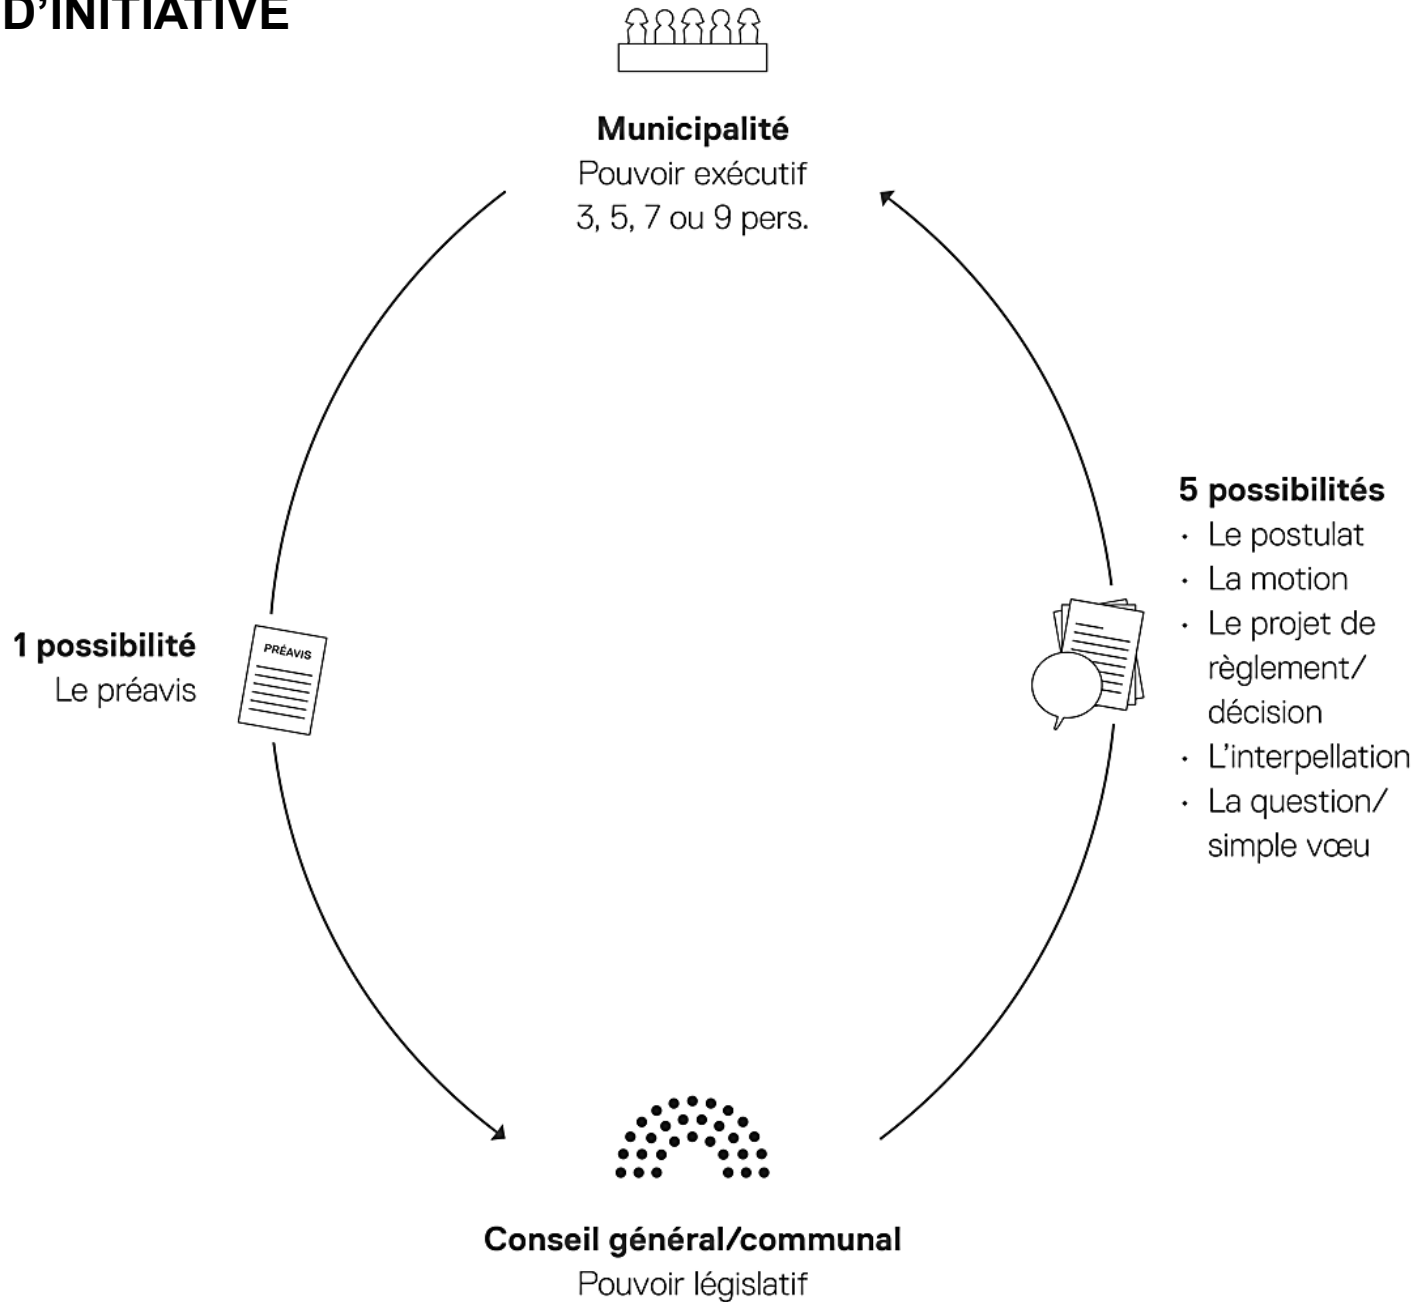 D’INITIATIVE
Municipalité
Pouvoir exécutif
3, 5, 7 ou 9 pers.
5 possibilités
· Le postulat
· La motion
· Le projet de
règlement/
décision
· L’interpellation
· La question/
simple vœu
1 possibilité
Le préavis
PRÉAVIS
Conseil général/communal
Pouvoir législatif